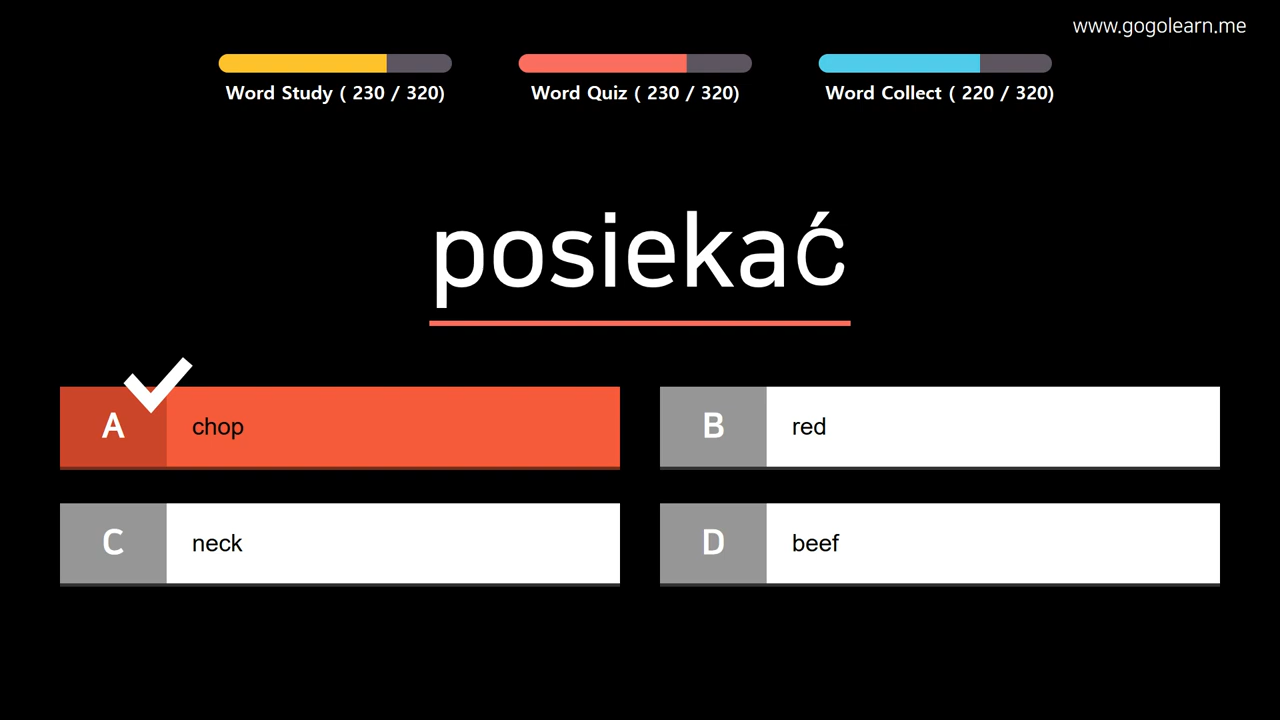 www.gogolearn.me
Word Study ( 230 / 320)
Word Quiz ( 230 / 320)
Word Collect ( 220 / 320)
posiekać
A chop
B red
C neck
D beef